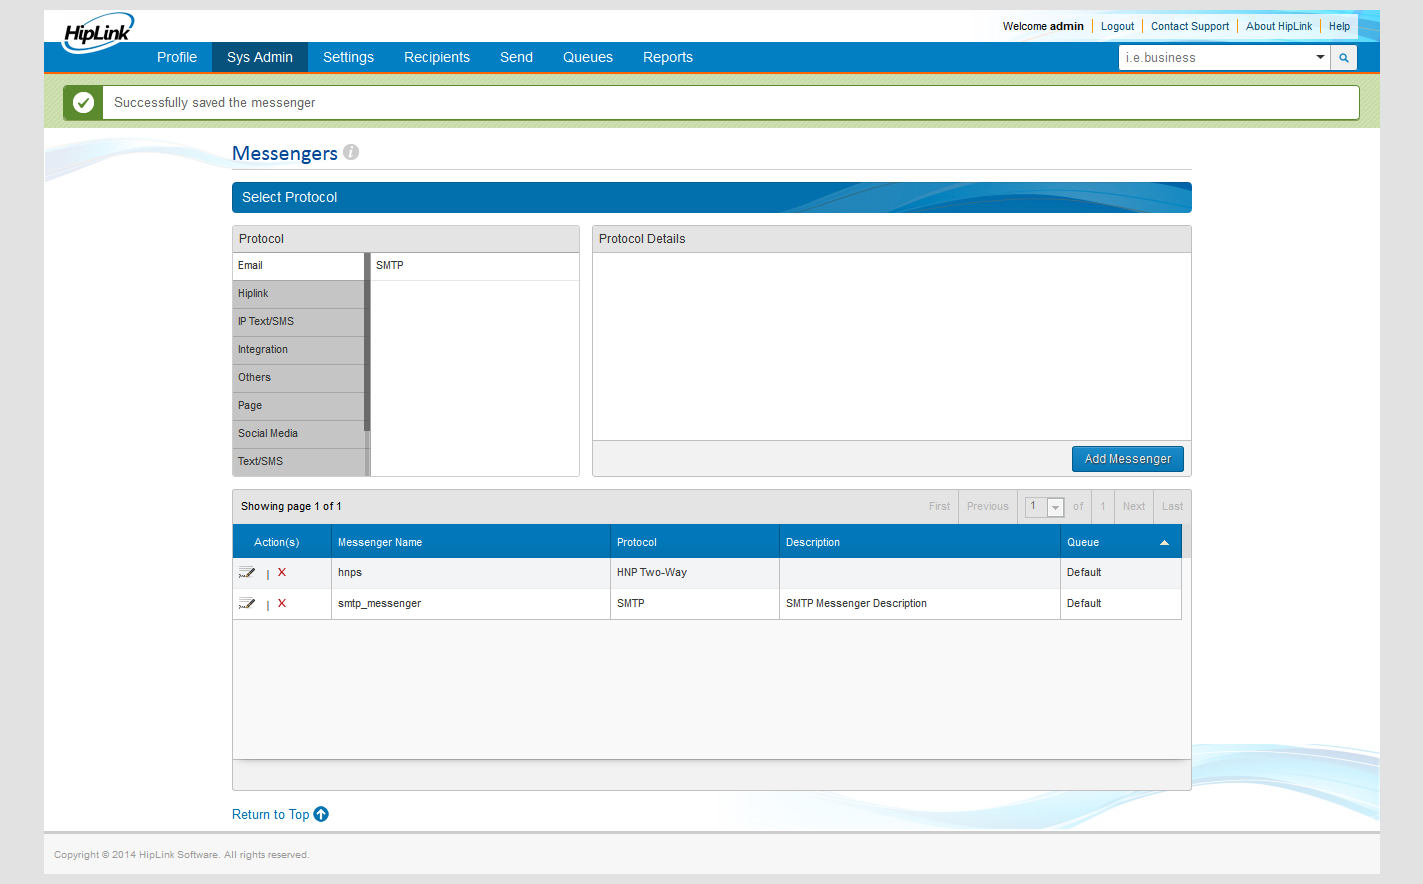 HipLink
Welcome admin Logout Contact Support About HipLink Help
Profile Sys Admin Settings Recipients Send Queues Reports i.e.business
Successfully saved the messenger
Messengers i
Select Protocol
Protocol Protocol Details
Email SMTP
Hiplink
IP Text/SMS
Integration
Others
Page
Social Media
Text/SMS
Add Messenger
Showing page 1 of 1 First Previous 1 of 1 Next Last
Action(s) Messenger Name Protocol Description Queue
| X hnps HNP Two-Way Default
| X smtp_messenger SMTP SMTP Messenger Description Default
Return to Top
Copyright © 2014 HipLink Software. All rights reserved.